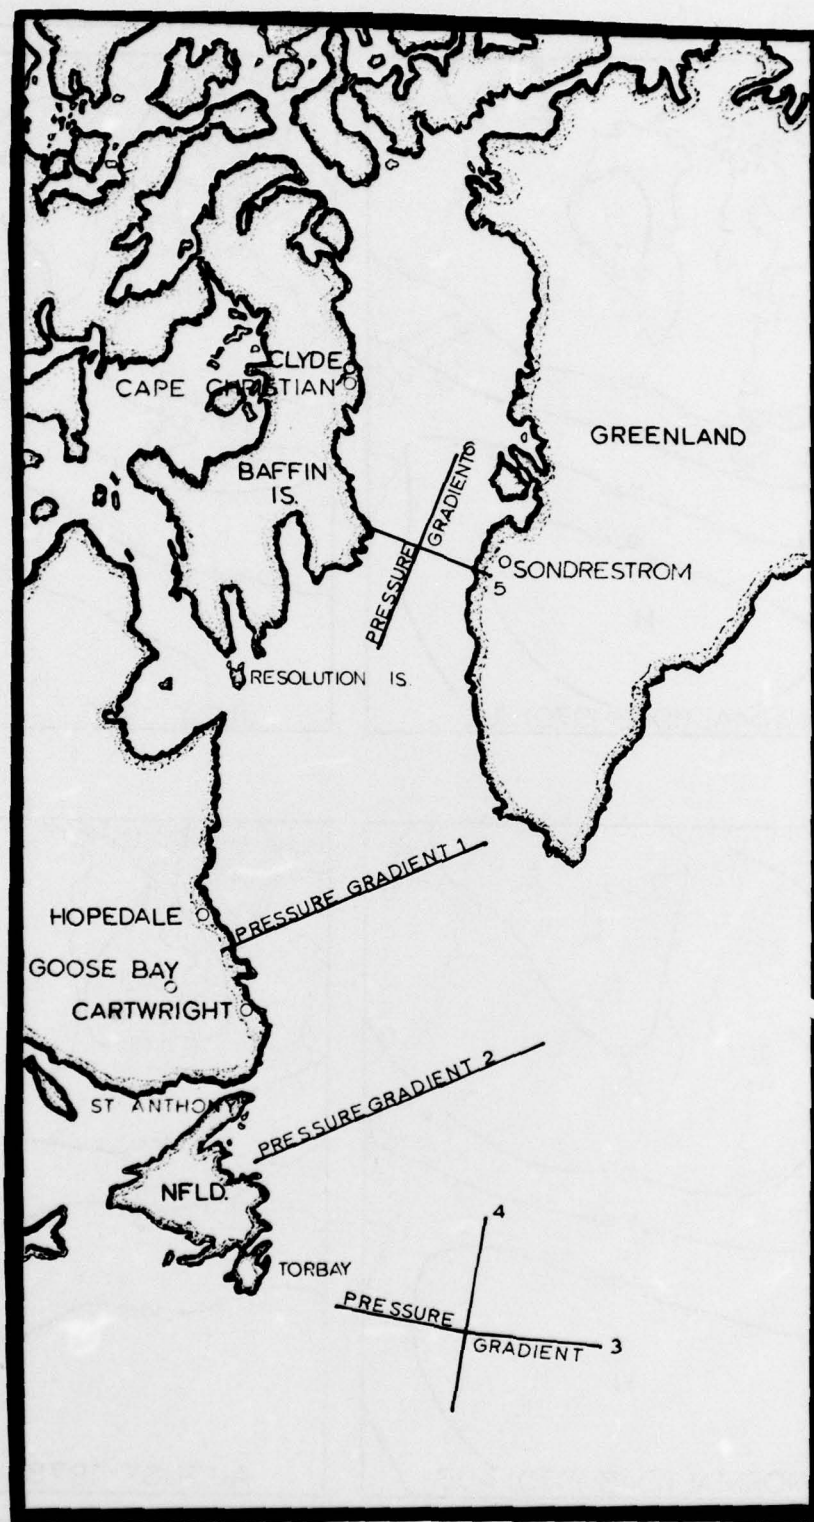 CLYDE
CAPE CHRISTIAN
GREENLAND
BAFFIN
IS.
PRESSURE GRADIENT 6
SONDRESTROM
5
RESOLUTION IS.
PRESSURE GRADIENT 1
HOPEDALE
GOOSE BAY
CARTWRIGHT
PRESSURE GRADIENT 2
ST ANTHONY
NFLD.
4
TORBAY
PRESSURE
GRADIENT 3